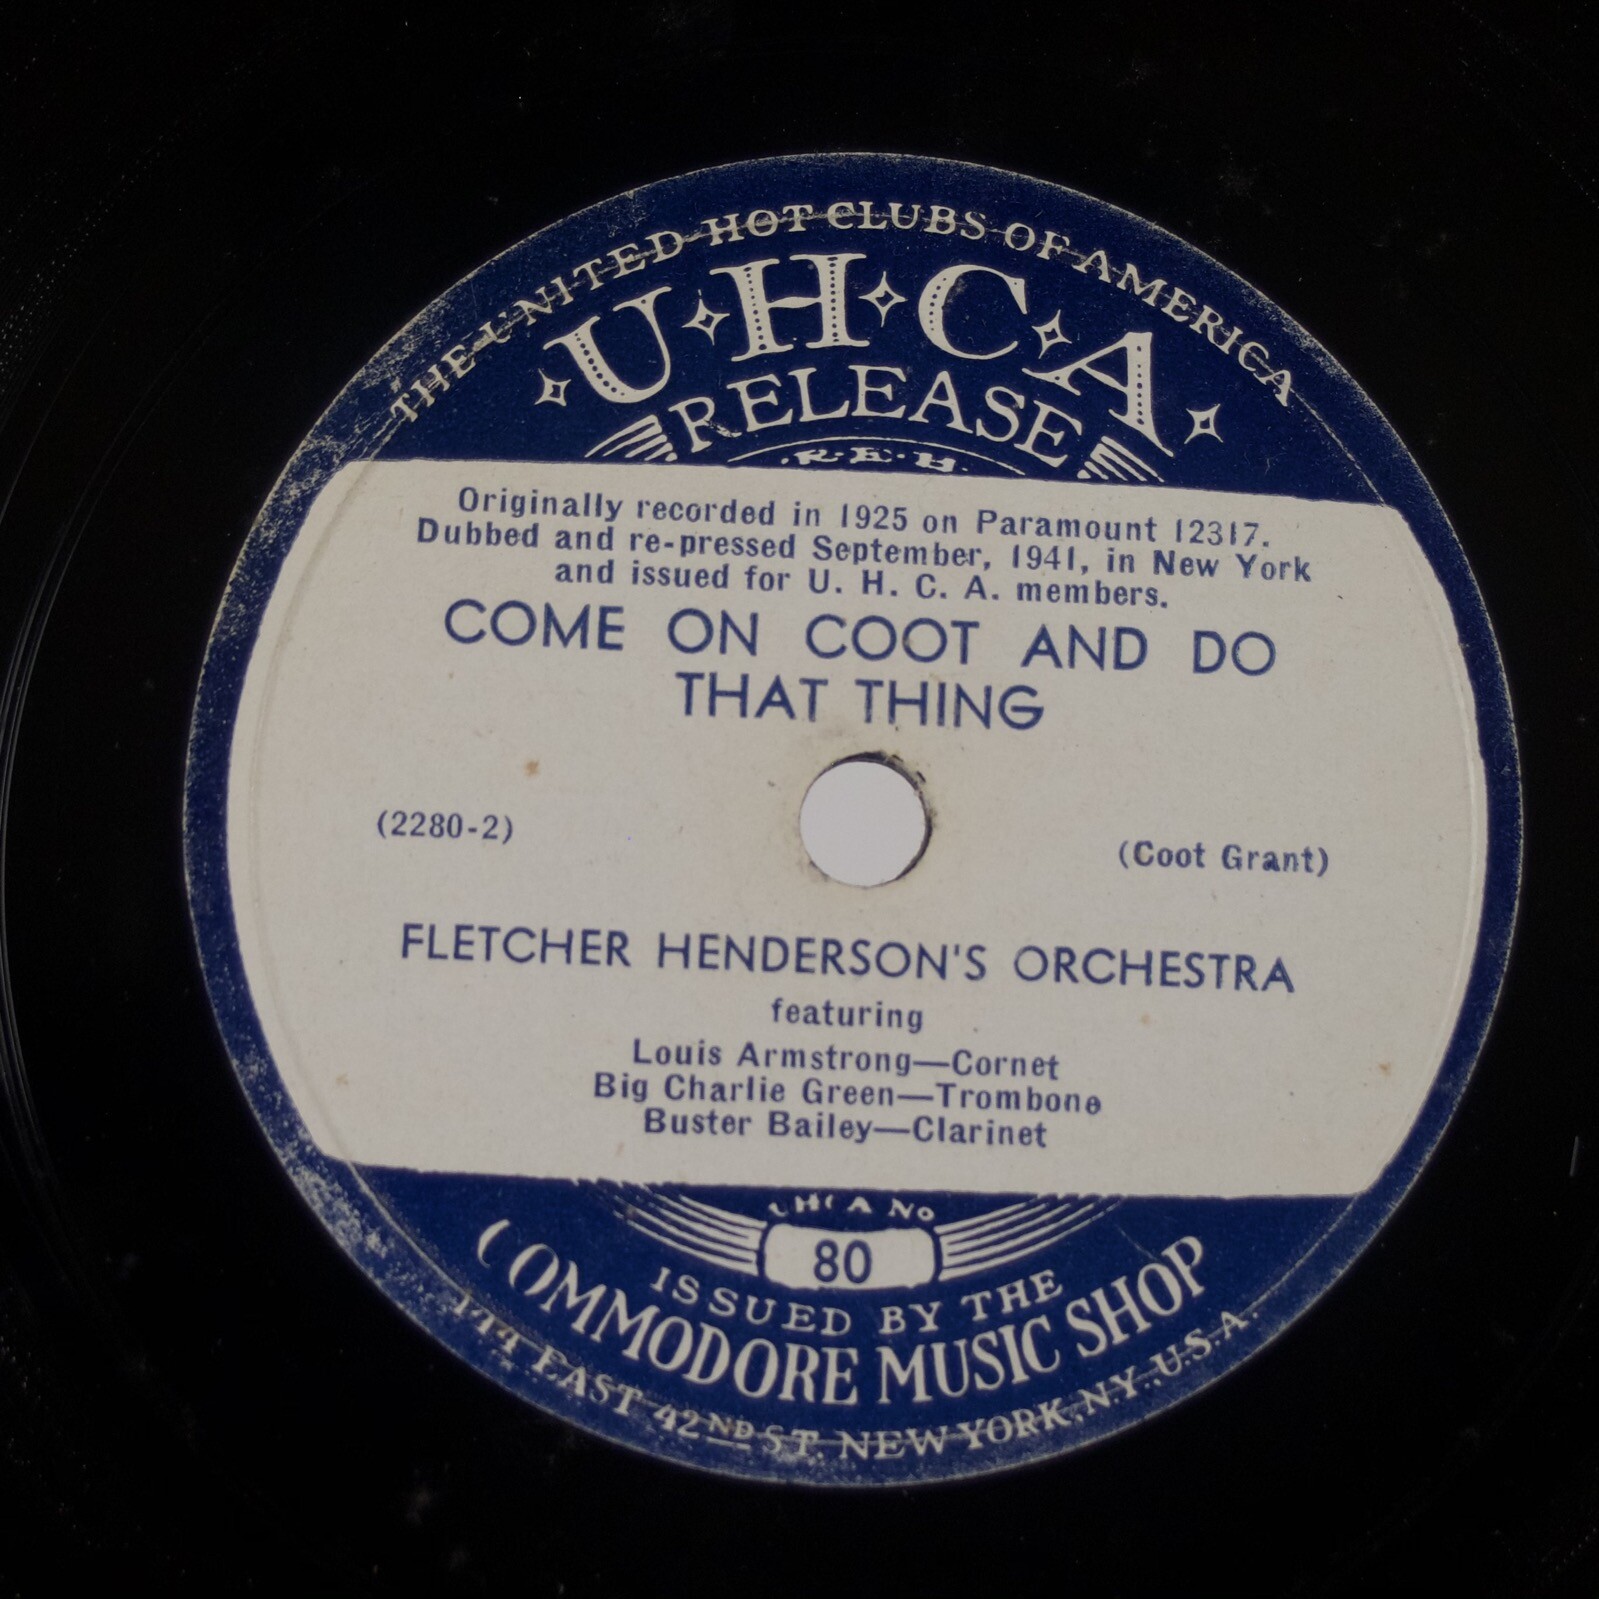 THE UNITED HOT CLUBS OF AMERICA
U·H·C·A
RELEASE
·R·E·H·
Originally recorded in 1925 on Paramount 12317.
Dubbed and re-pressed September, 1941, in New York
and issued for U. H. C. A. members.
COME ON COOT AND DO
THAT THING
(2280-2)
(Coot Grant)
FLETCHER HENDERSON'S ORCHESTRA
featuring
Louis Armstrong—Cornet
Big Charlie Green—Trombone
Buster Bailey—Clarinet
UHCA No
80
ISSUED BY THE
COMMODORE MUSIC SHOP
144 EAST 42ND ST. NEW YORK, N.Y., U.S.A.